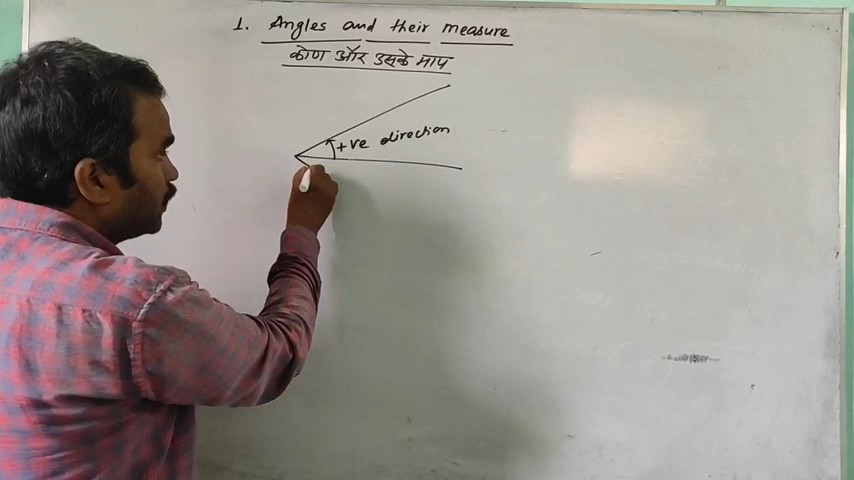 1. Angles and their measure
कोण और उसके माप
+ve direction